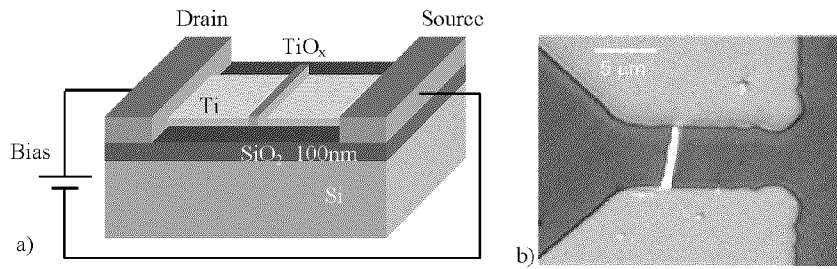 Drain
Source
TiOx
Ti
Bias
SiO2 100nm
Si
a)
5 μm
b)